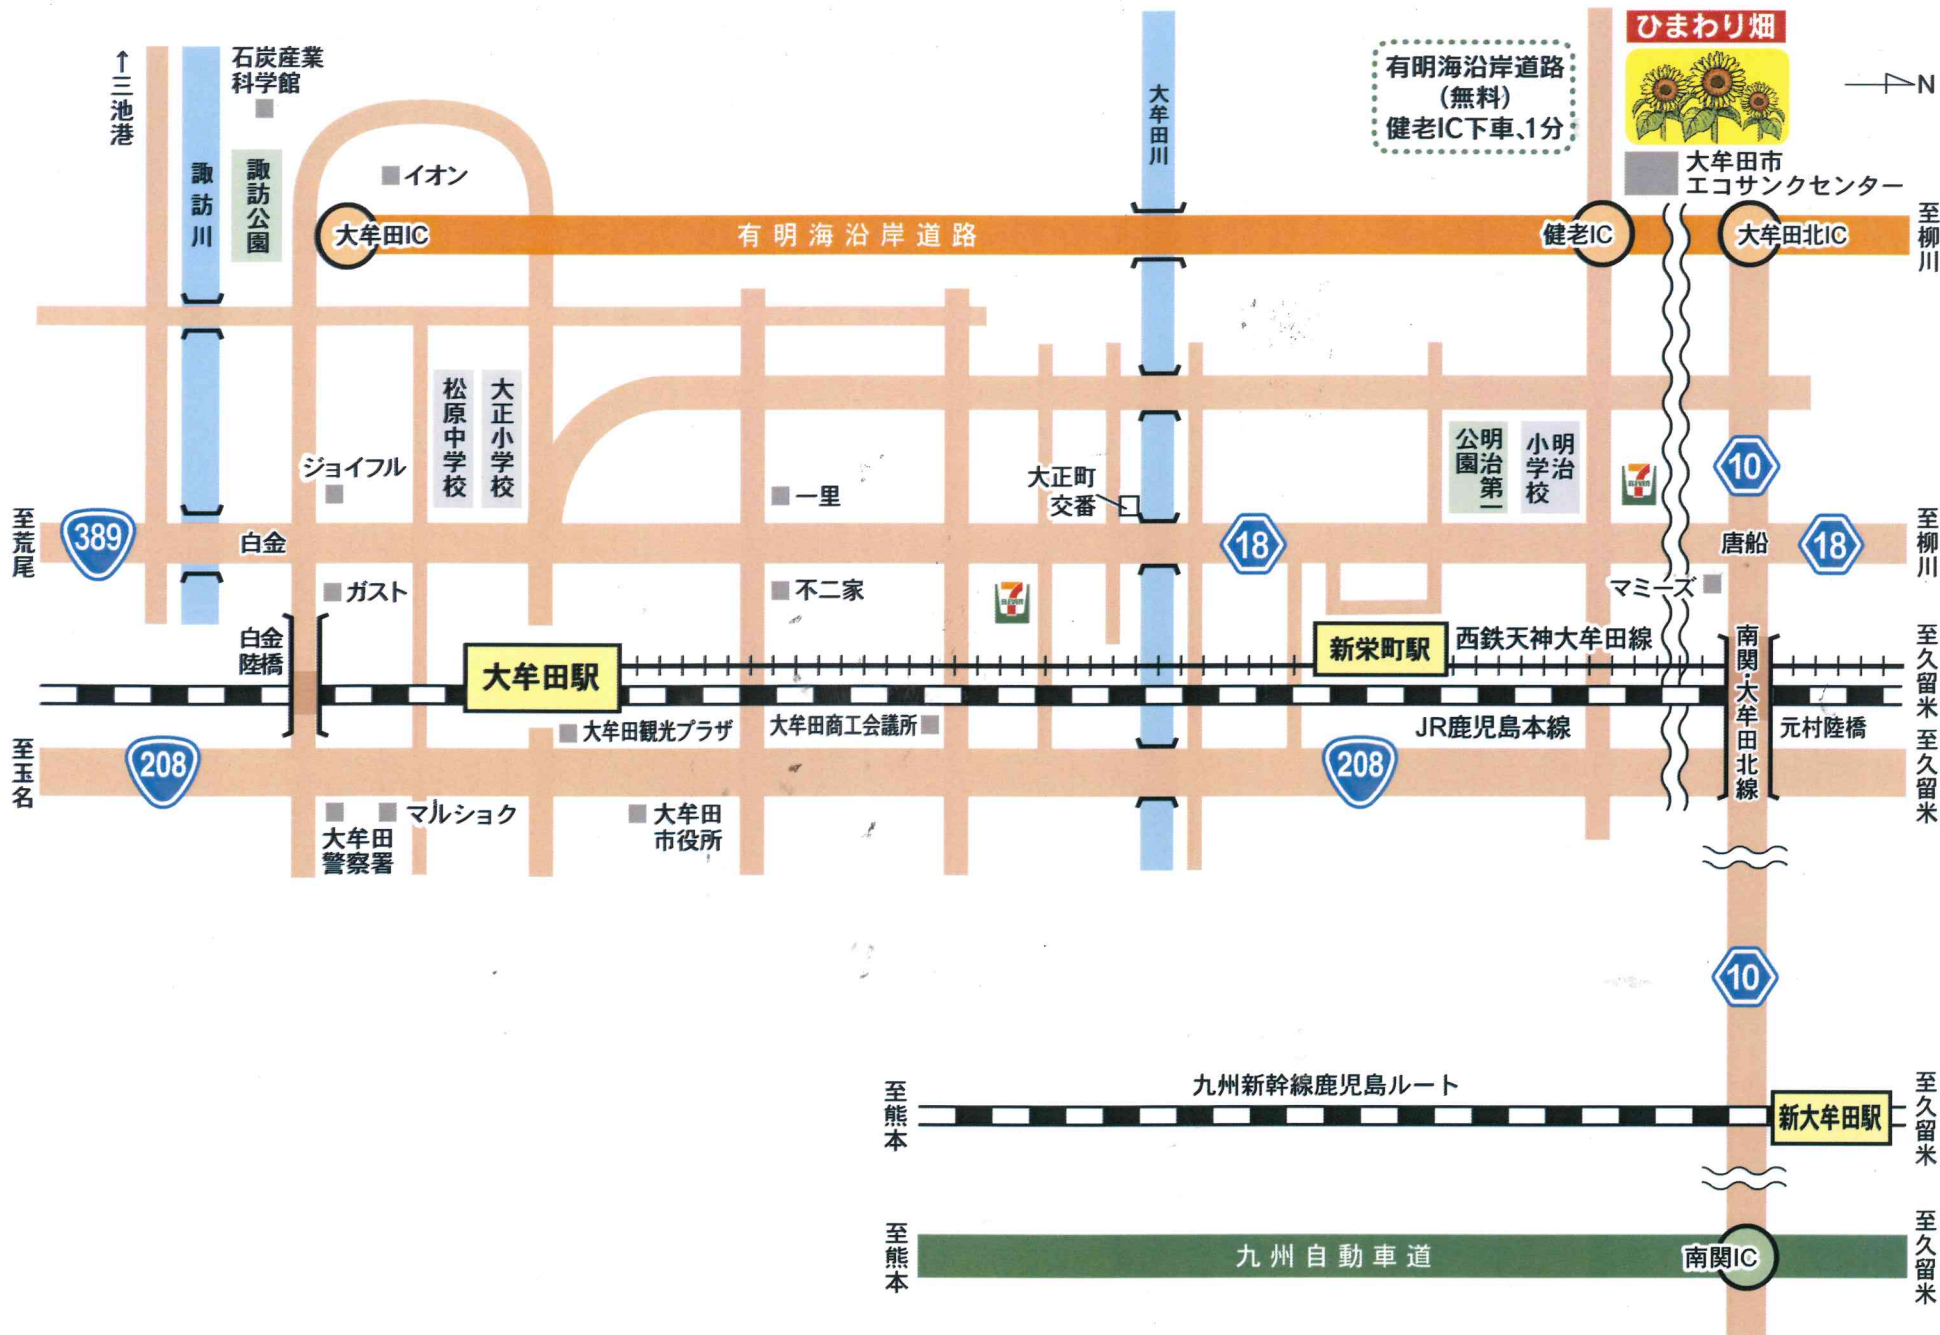 ひまわり畑
↑三池港
石炭産業
科学館
諏訪川
諏訪公園
イオン
大牟田川
有明海沿岸道路
(無料)
健老IC下車、1分
N
大牟田市
エコサンクセンター
大牟田IC
有明海沿岸道路
健老IC
大牟田北IC
至柳川
松原中学校
大正小学校
ジョイフル
一里
大正町
交番
明治第一
公園
明治
小学校
7
ELEVEN
10
至荒尾
389
白金
18
唐船
18
至柳川
ガスト
不二家
7
ELEVEN
マミーズ
白金
陸橋
大牟田駅
新栄町駅
西鉄天神大牟田線
南関・大牟田北線
至久留米
大牟田観光プラザ
大牟田商工会議所
JR鹿児島本線
元村陸橋
至玉名
208
208
至久留米
大牟田
警察署
マルショク
大牟田
市役所
10
至熊本
九州新幹線鹿児島ルート
新大牟田駅
至久留米
至熊本
九州自動車道
南関IC
至久留米